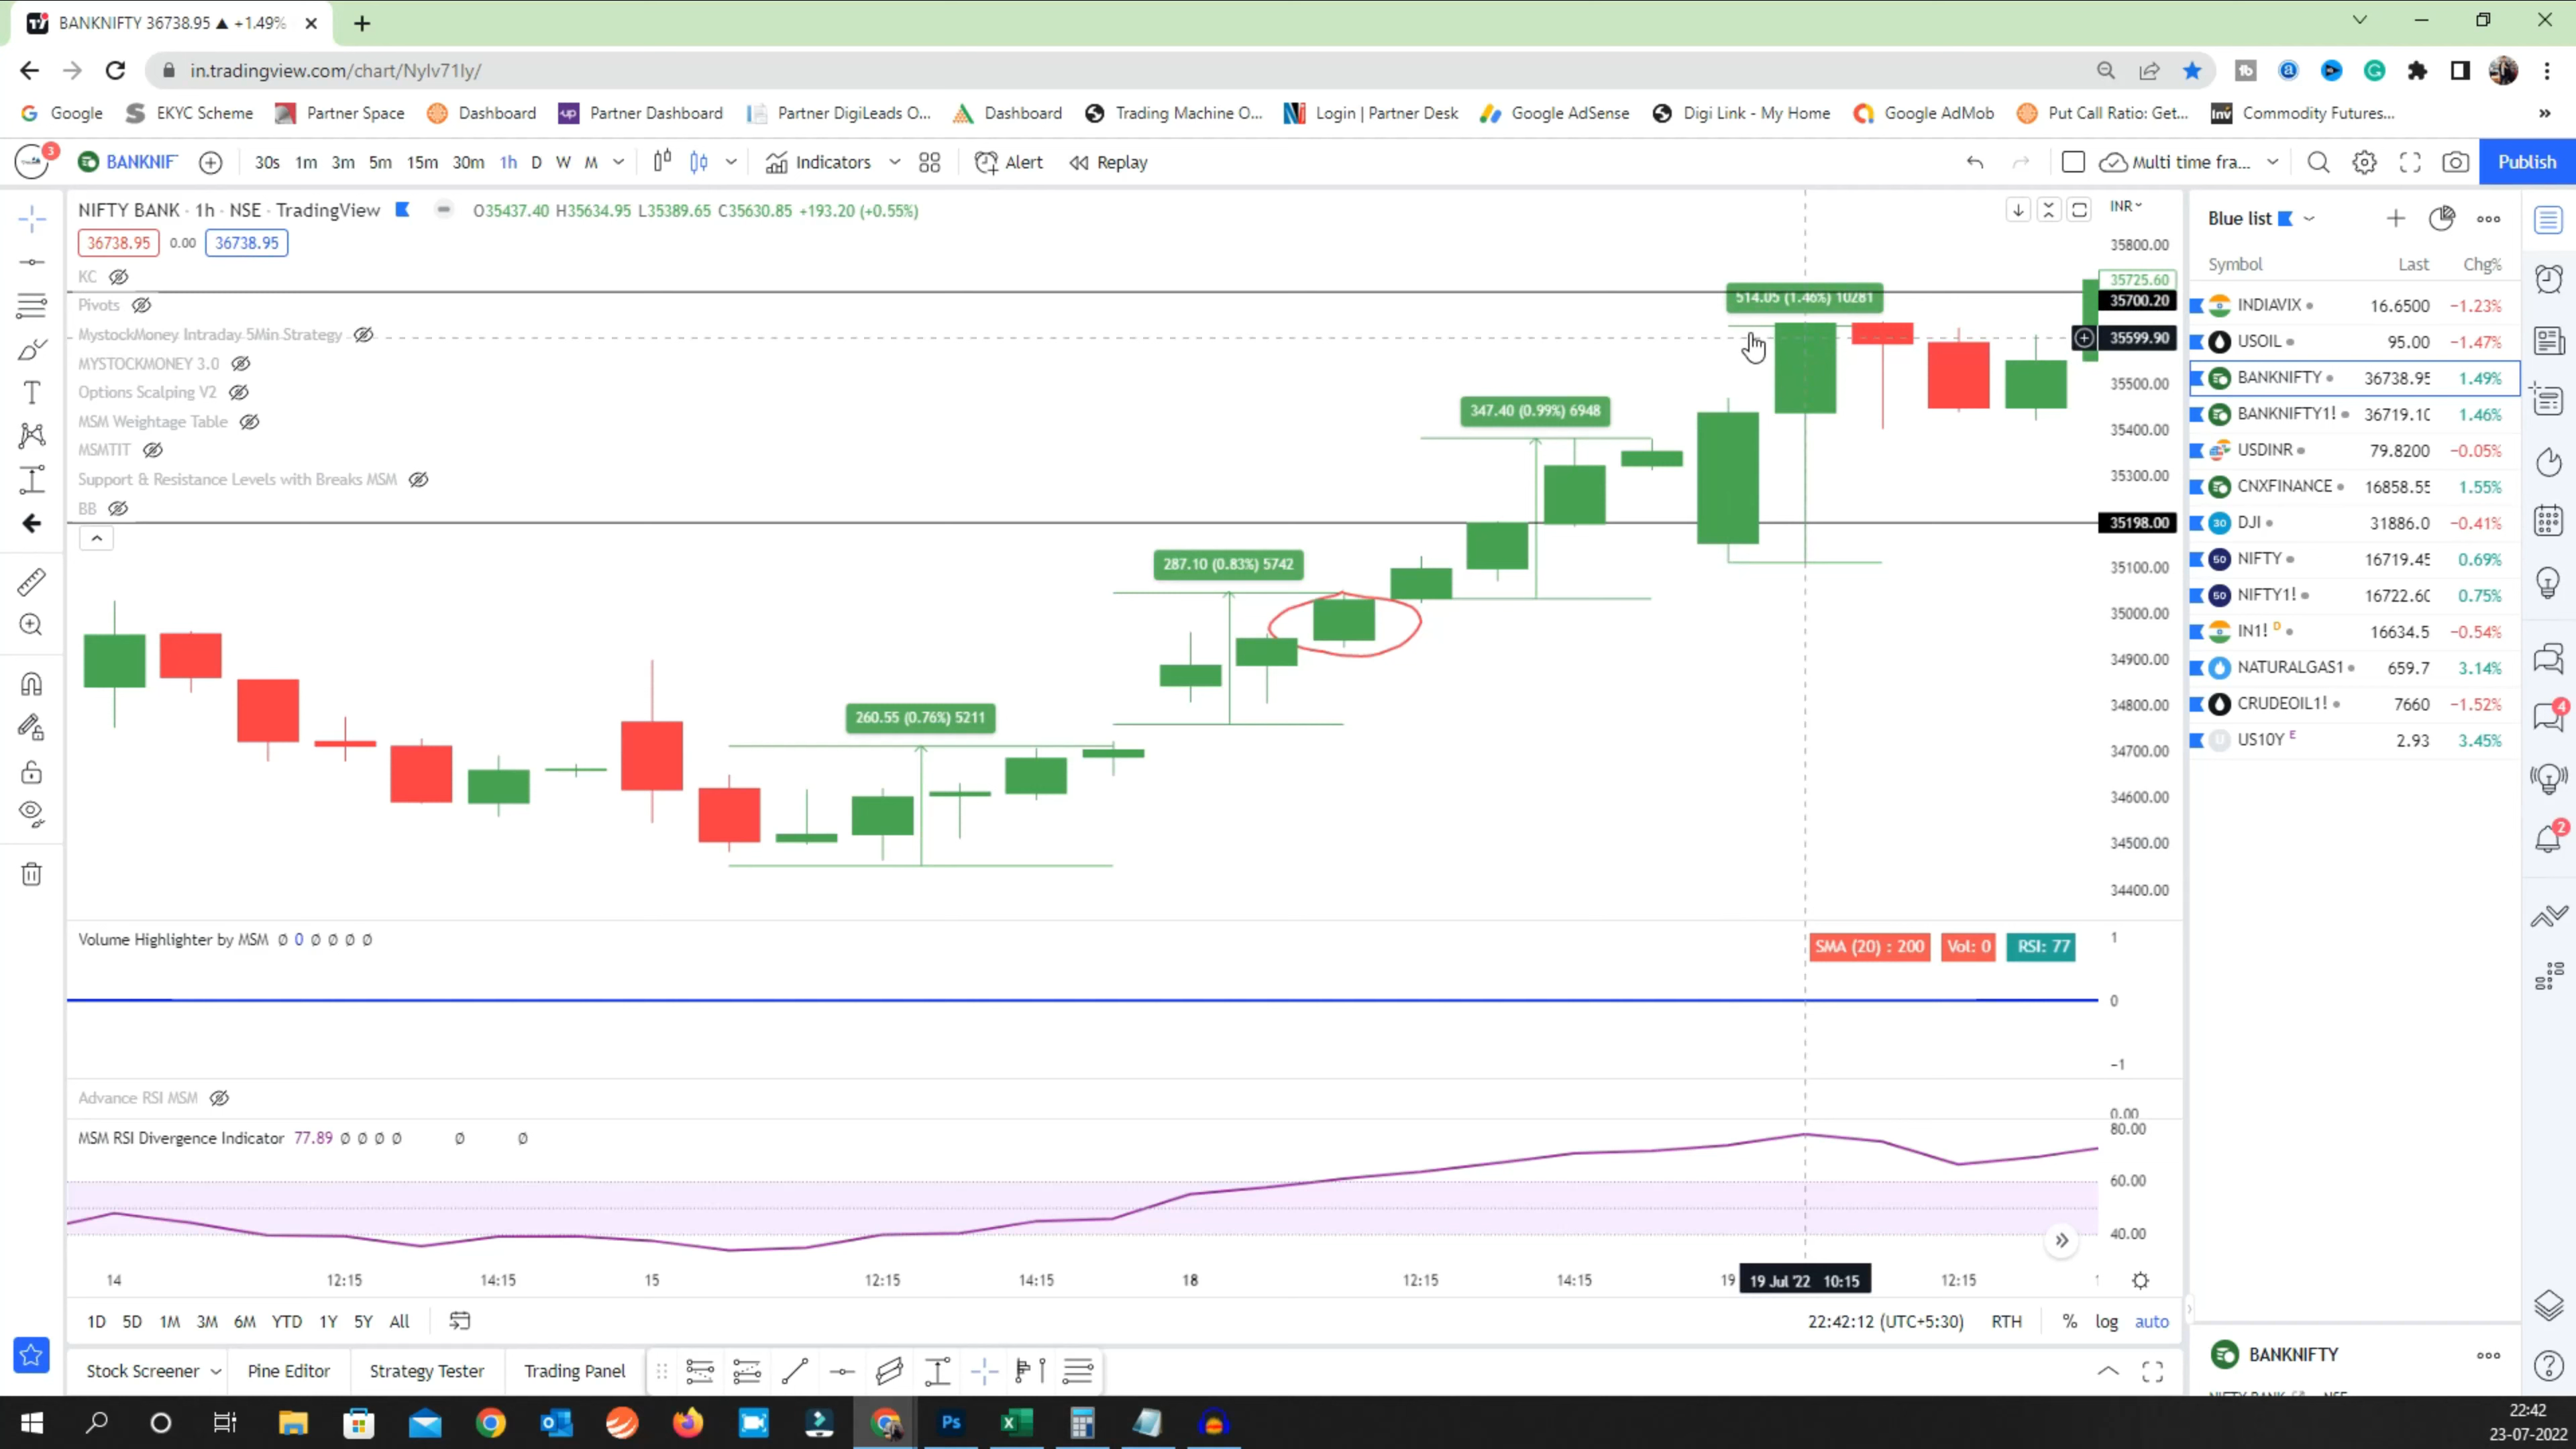 BANKNIFTY 36738.95 ▲ +1.49%
in.tradingview.com/chart/NyIv71Iy/
Google EKYC Scheme Partner Space Dashboard Partner Dashboard Partner DigiLeads O... Dashboard Trading Machine O... Login | Partner Desk Google AdSense Digi Link - My Home Google AdMob Put Call Ratio: Get... Commodity Futures... »
3 BANKNIF 30s 1m 3m 5m 15m 30m 1h D W M Indicators Alert Replay Multi time fra... Publish
NIFTY BANK · 1h · NSE · TradingView O35437.40 H35634.95 L35389.65 C35630.85 +193.20 (+0.55%)
36738.95 0.00 36738.95
KC
Pivots
MystockMoney Intraday 5Min Strategy
MYSTOCKMONEY 3.0
Options Scalping V2
MSM Weightage Table
MSMTIT
Support & Resistance Levels with Breaks MSM
BB
514.05 (1.46%) 10281
347.40 (0.99%) 6948
287.10 (0.83%) 5742
260.55 (0.76%) 5211
INR
35800.00
35725.60
35700.20
35599.90
35500.00
35400.00
35300.00
35198.00
35100.00
35000.00
34900.00
34800.00
34700.00
34600.00
34500.00
34400.00
Volume Highlighter by MSM Ø 0 Ø Ø Ø Ø
SMA (20) : 200 Vol: 0 RSI: 77
1
0
−1
Advance RSI MSM
0.00
MSM RSI Divergence Indicator 77.89 Ø Ø Ø Ø Ø Ø
80.00
60.00
40.00
14 12:15 14:15 15 12:15 14:15 18 12:15 14:15 19 19 Jul '22 10:15 12:15
1D 5D 1M 3M 6M YTD 1Y 5Y All
22:42:12 (UTC+5:30) RTH % log auto
Stock Screener Pine Editor Strategy Tester Trading Panel
Blue list
Symbol Last Chg%
INDIAVIX 16.6500 −1.23%
USOIL 95.00 −1.47%
BANKNIFTY 36738.95 1.49%
BANKNIFTY1! 36719.10 1.46%
USDINR 79.8200 −0.05%
CNXFINANCE 16858.55 1.55%
30 DJI 31886.0 −0.41%
50 NIFTY 16719.45 0.69%
50 NIFTY1! 16722.60 0.75%
IN1! D 16634.5 −0.54%
NATURALGAS1 659.7 3.14%
CRUDEOIL1! 7660 −1.52%
U US10Y E 2.93 3.45%
4
2
BANKNIFTY
Ps
22:42
23-07-2022